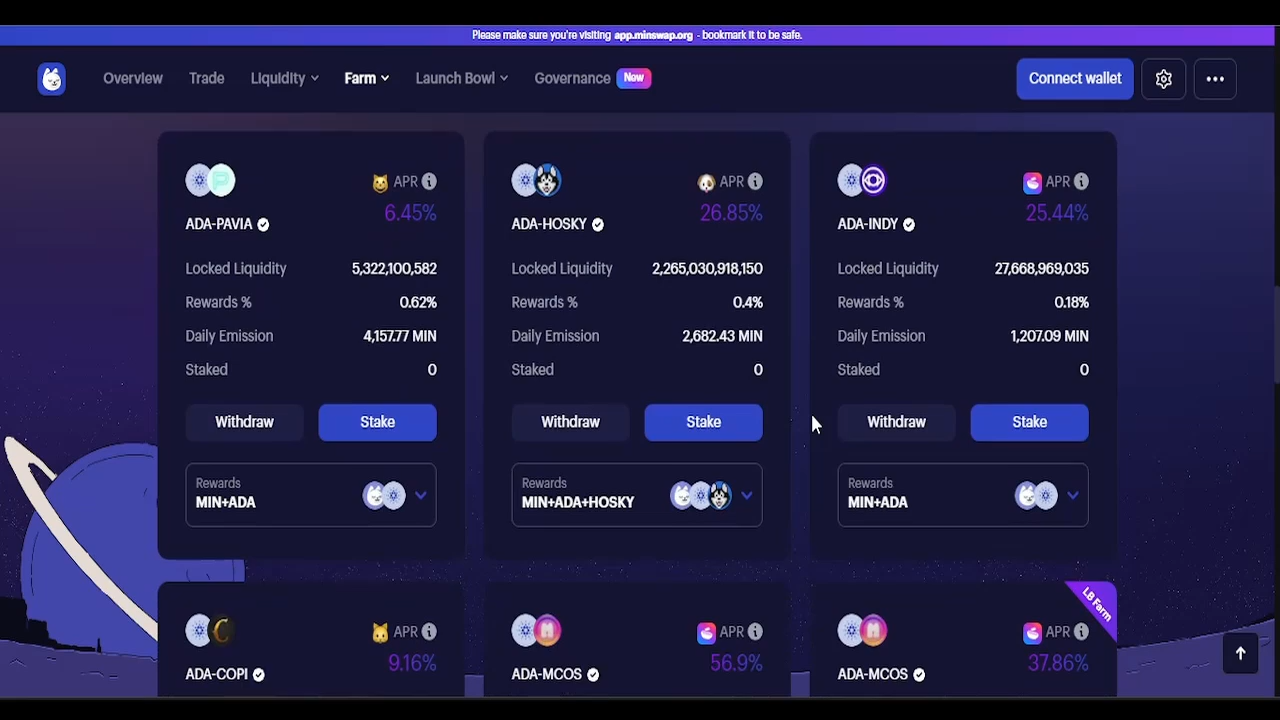 Please make sure you're visiting app.minswap.org - bookmark it to be safe.
Overview Trade Liquidity Farm Launch Bowl Governance New Connect wallet
APR
6.45%
ADA-PAVIA
Locked Liquidity 5,322,100,582
Rewards % 0.62%
Daily Emission 4,157.77 MIN
Staked 0
Withdraw Stake
Rewards
MIN+ADA
APR
26.85%
ADA-HOSKY
Locked Liquidity 2,265,030,918,150
Rewards % 0.4%
Daily Emission 2,682.43 MIN
Staked 0
Withdraw Stake
Rewards
MIN+ADA+HOSKY
APR
25.44%
ADA-INDY
Locked Liquidity 27,668,969,035
Rewards % 0.18%
Daily Emission 1,207.09 MIN
Staked 0
Withdraw Stake
Rewards
MIN+ADA
APR
9.16%
ADA-COPI
APR
56.9%
ADA-MCOS
LB Farm
APR
37.86%
ADA-MCOS